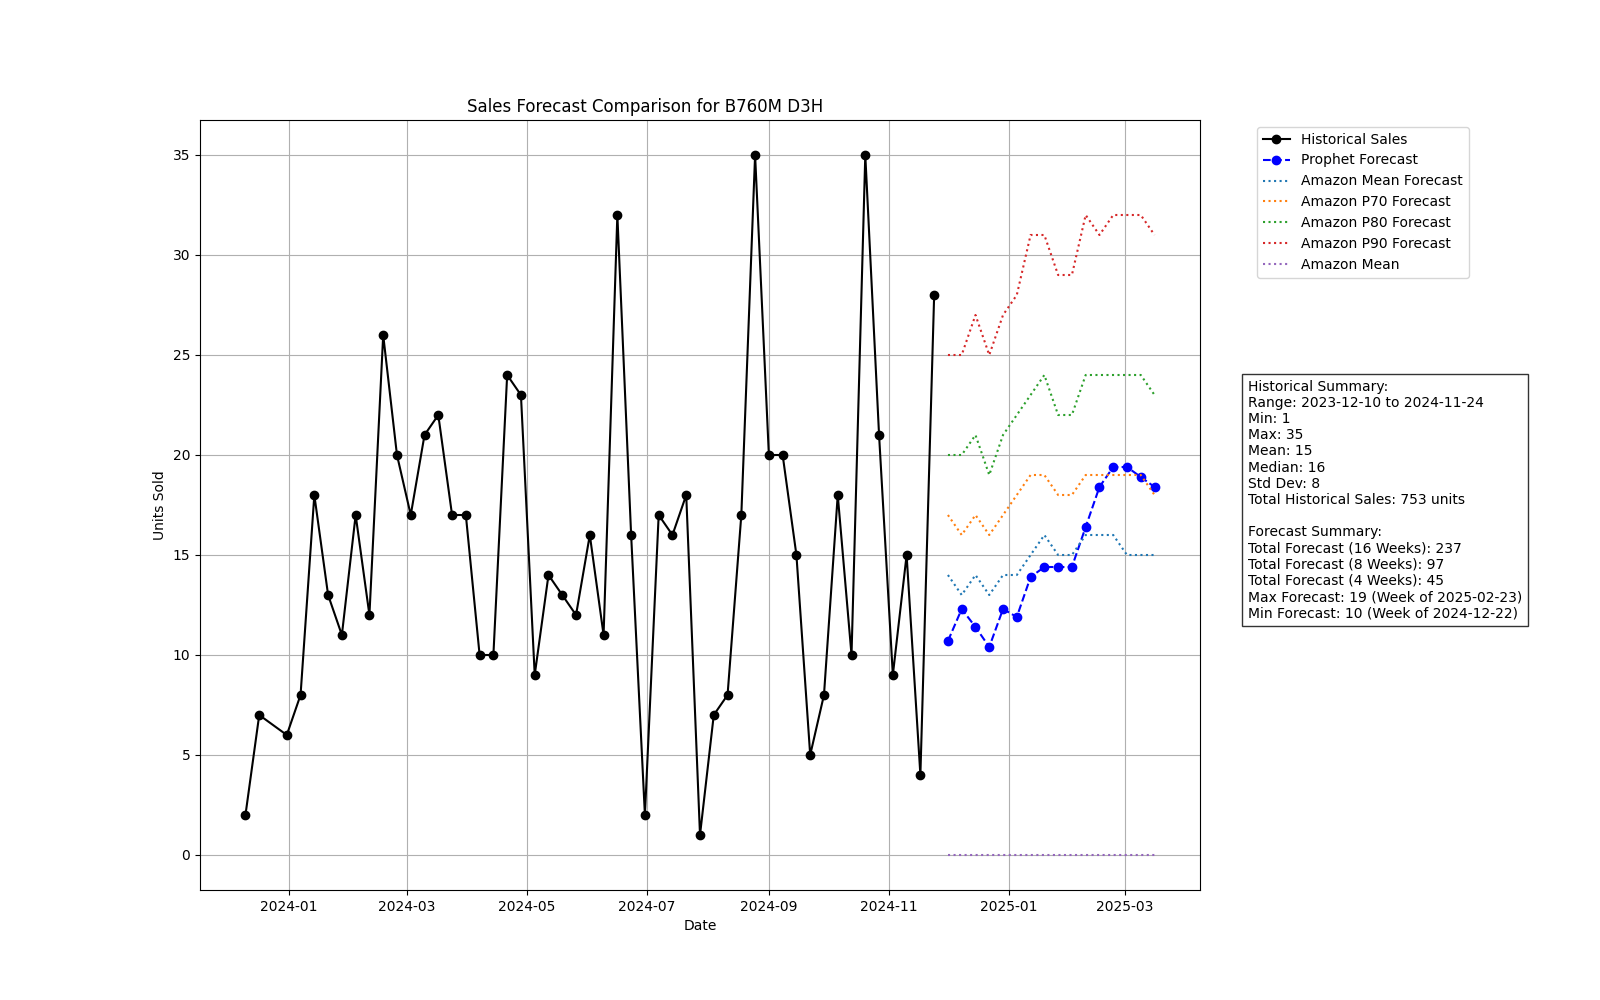 Sales Forecast Comparison for B760M D3H
Historical Sales
Prophet Forecast
Amazon Mean Forecast
Amazon P70 Forecast
Amazon P80 Forecast
Amazon P90 Forecast
Amazon Mean
35
30
25
20
15
10
5
0
Units Sold
2024-01
2024-03
2024-05
2024-07
2024-09
2024-11
2025-01
2025-03
Date
Historical Summary:
Range: 2023-12-10 to 2024-11-24
Min: 1
Max: 35
Mean: 15
Median: 16
Std Dev: 8
Total Historical Sales: 753 units
Forecast Summary:
Total Forecast (16 Weeks): 237
Total Forecast (8 Weeks): 97
Total Forecast (4 Weeks): 45
Max Forecast: 19 (Week of 2025-02-23)
Min Forecast: 10 (Week of 2024-12-22)